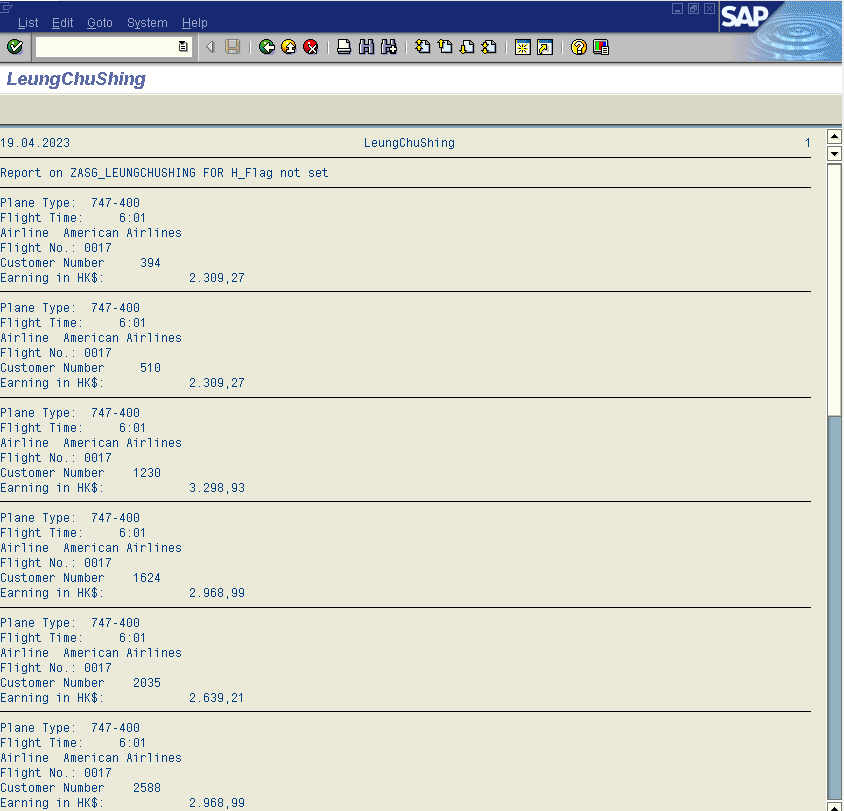 List Edit Goto System Help
SAP
LeungChuShing
19.04.2023 LeungChuShing 1
Report on ZASG_LEUNGCHUSHING FOR H_Flag not set
Plane Type: 747-400
Flight Time: 6:01
Airline American Airlines
Flight No.: 0017
Customer Number 394
Earning in HK$: 2.309,27
Plane Type: 747-400
Flight Time: 6:01
Airline American Airlines
Flight No.: 0017
Customer Number 510
Earning in HK$: 2.309,27
Plane Type: 747-400
Flight Time: 6:01
Airline American Airlines
Flight No.: 0017
Customer Number 1230
Earning in HK$: 3.298,93
Plane Type: 747-400
Flight Time: 6:01
Airline American Airlines
Flight No.: 0017
Customer Number 1624
Earning in HK$: 2.968,99
Plane Type: 747-400
Flight Time: 6:01
Airline American Airlines
Flight No.: 0017
Customer Number 2035
Earning in HK$: 2.639,21
Plane Type: 747-400
Flight Time: 6:01
Airline American Airlines
Flight No.: 0017
Customer Number 2588
Earning in HK$: 2.968,99